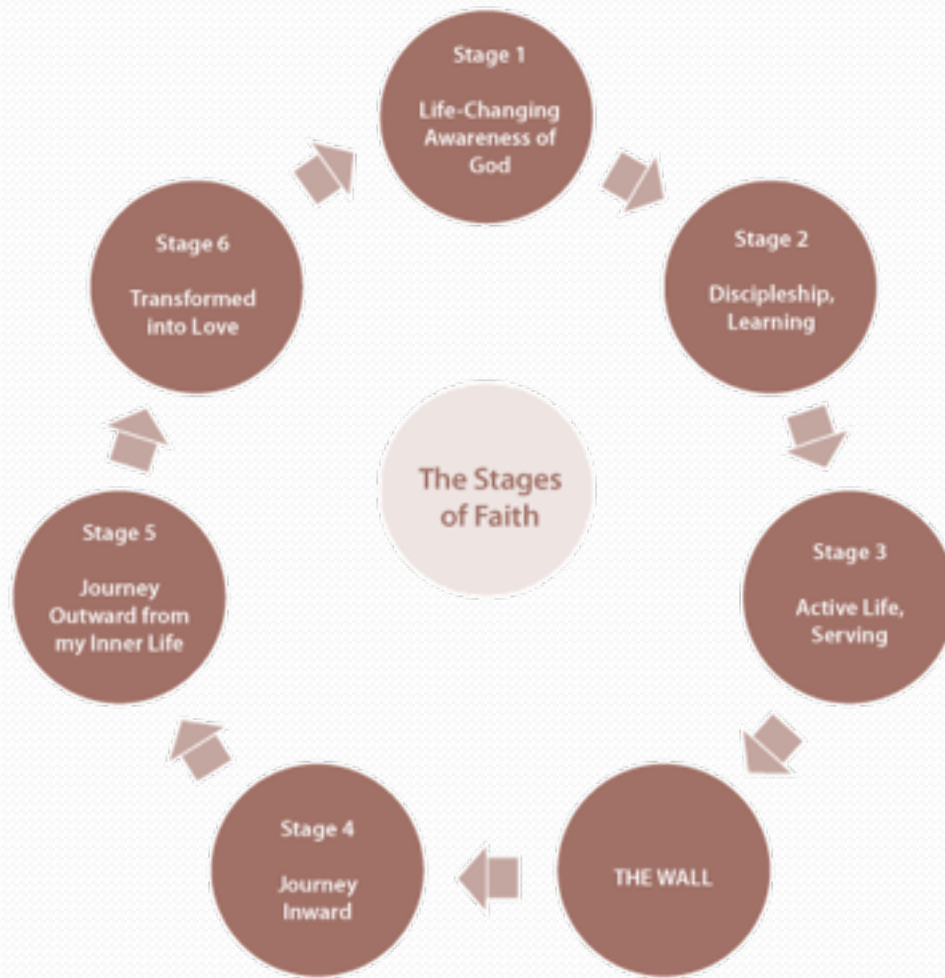 Stage 1
Life-Changing
Awareness of
God
Stage 2
Discipleship,
Learning
Stage 3
Active Life,
Serving
THE WALL
Stage 4
Journey
Inward
Stage 5
Journey
Outward from
my Inner Life
Stage 6
Transformed
into Love
The Stages
of Faith